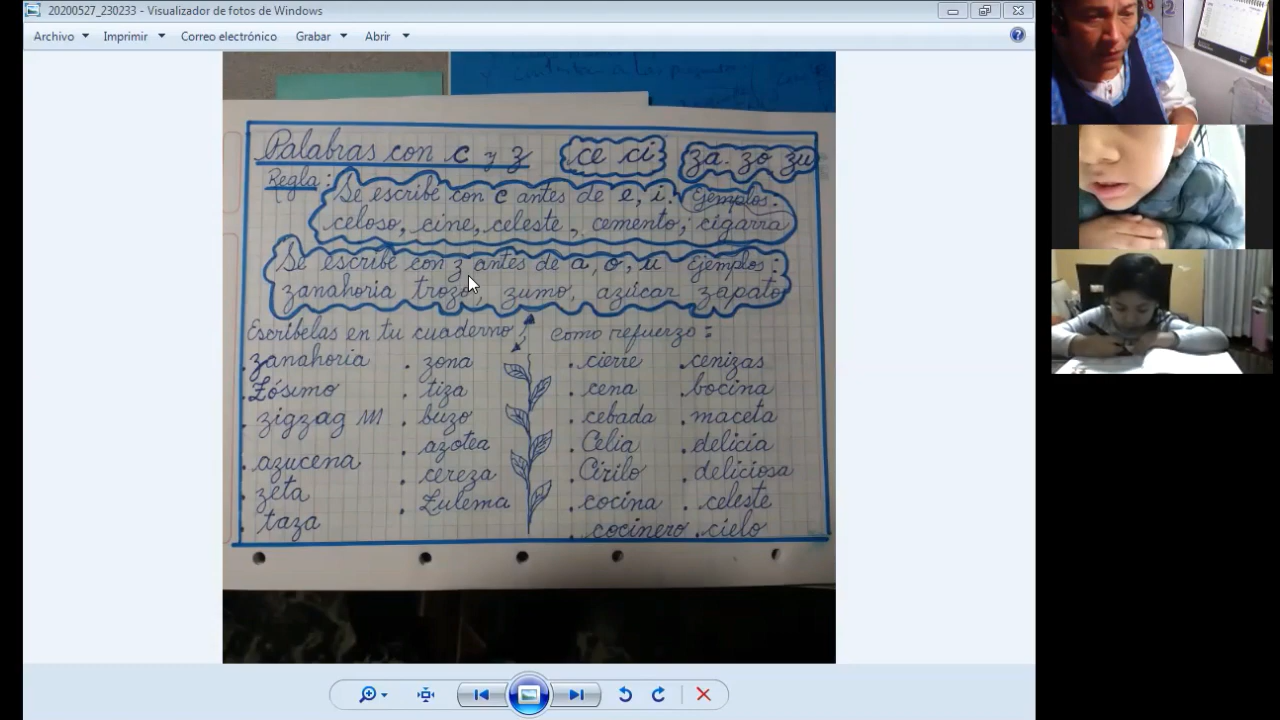 20200527_230233 - Visualizador de fotos de Windows
Archivo Imprimir Correo electrónico Grabar Abrir
Palabras con c y z ce ci za. zo zu
Regla: Se escribe con c antes de e, i. Ejemplos:
celoso, cine, celeste, cemento, cigarra
Se escribe con z antes de a, o, u Ejemplos:
zanahoria trozo, zumo, azúcar zapato
Escríbelas en tu cuaderno, como refuerzo:
. zanahoria . zona . cierre . cenizas
. Zósimo . tiza . cena . bocina
. zigzag . buzo . cebada . maceta
. azotea . Celia . delicia
. azucena . cereza . Cirilo . deliciosa
. zeta . Zulema . cocina . celeste
. taza . cocinero . cielo